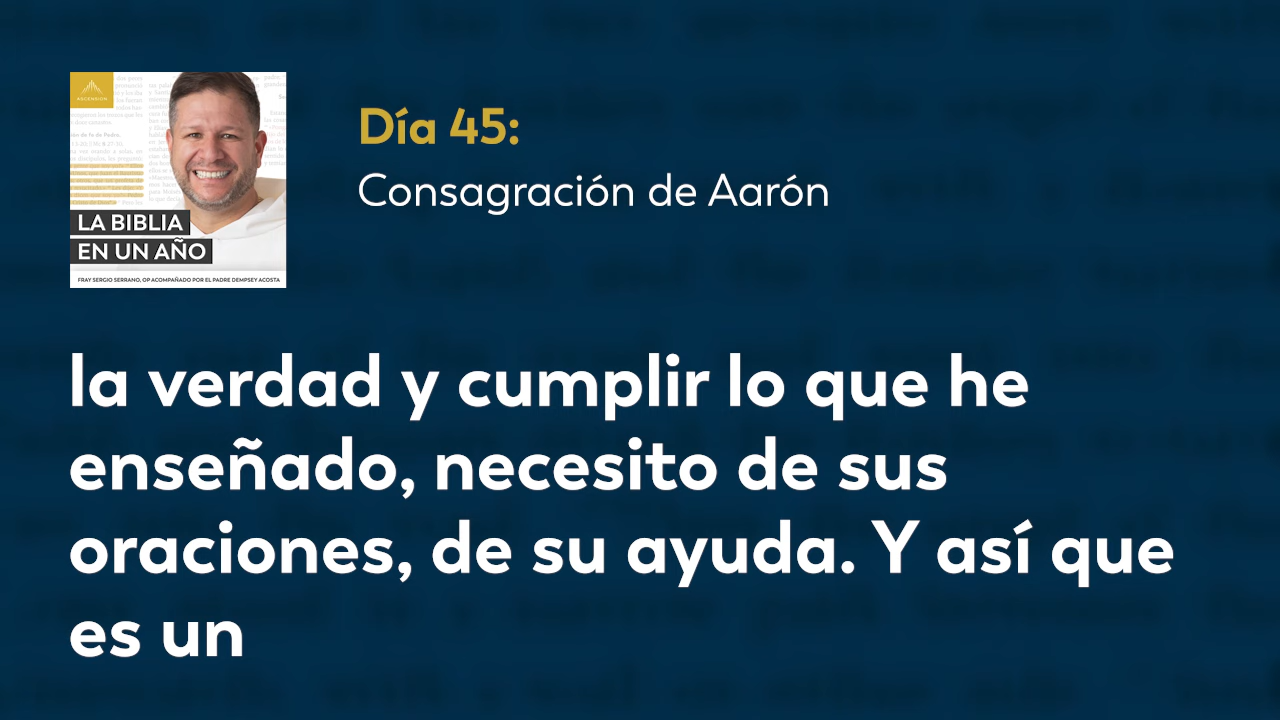 ASCENSION
LA BIBLIA
EN UN AÑO
FRAY SERGIO SERRANO, OP ACOMPAÑADO POR EL PADRE DEMPSEY ACOSTA
Día 45:
Consagración de Aarón
la verdad y cumplir lo que he
enseñado, necesito de sus
oraciones, de su ayuda. Y así que
es un